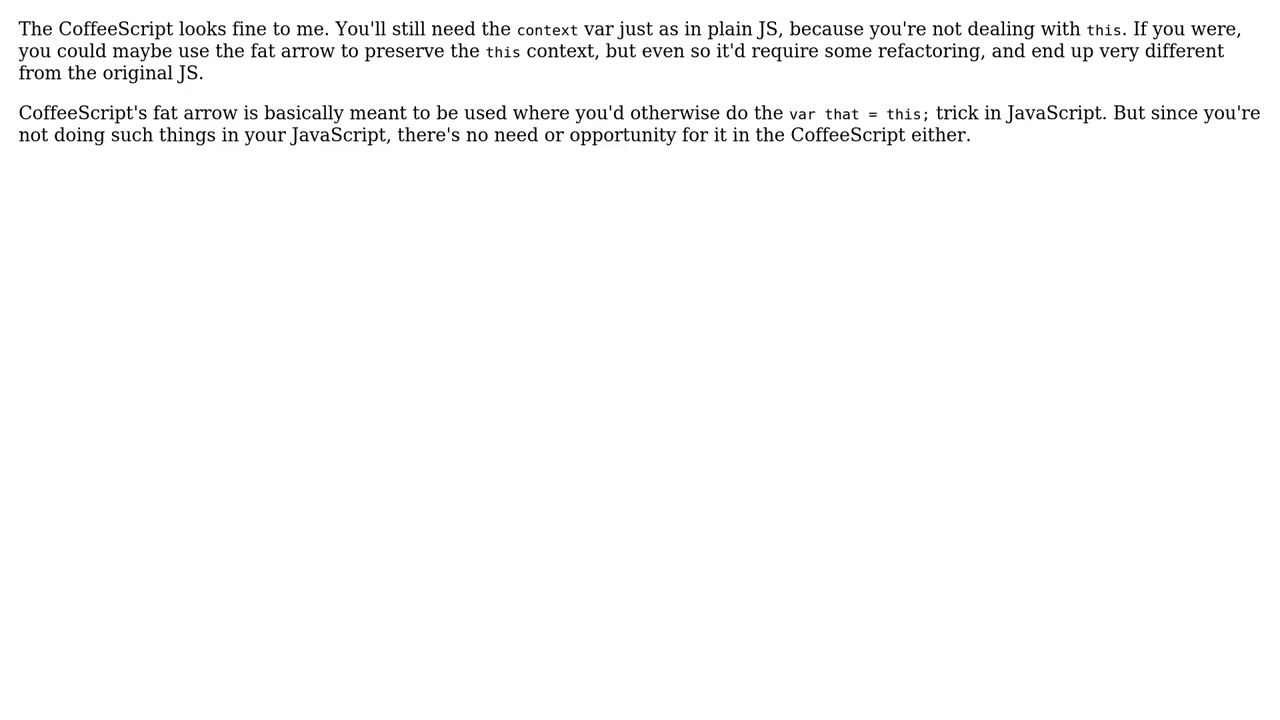 The CoffeeScript looks fine to me. You'll still need the context var just as in plain JS, because you're not dealing with this. If you were,
you could maybe use the fat arrow to preserve the this context, but even so it'd require some refactoring, and end up very different
from the original JS.
CoffeeScript's fat arrow is basically meant to be used where you'd otherwise do the var that = this; trick in JavaScript. But since you're
not doing such things in your JavaScript, there's no need or opportunity for it in the CoffeeScript either.